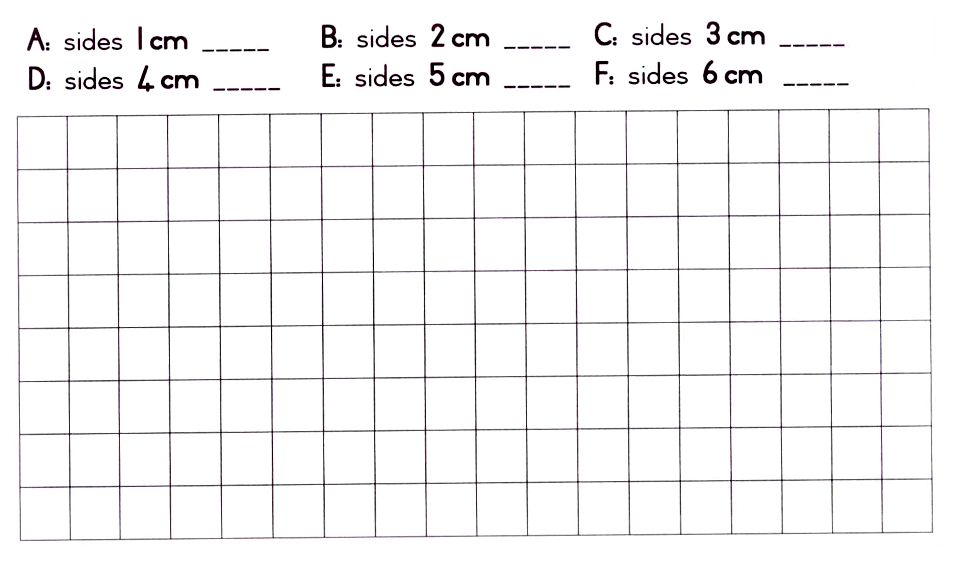 A: sides 1 cm _____ B: sides 2 cm _____ C: sides 3 cm _____
D: sides 4 cm _____ E: sides 5 cm _____ F: sides 6 cm _____